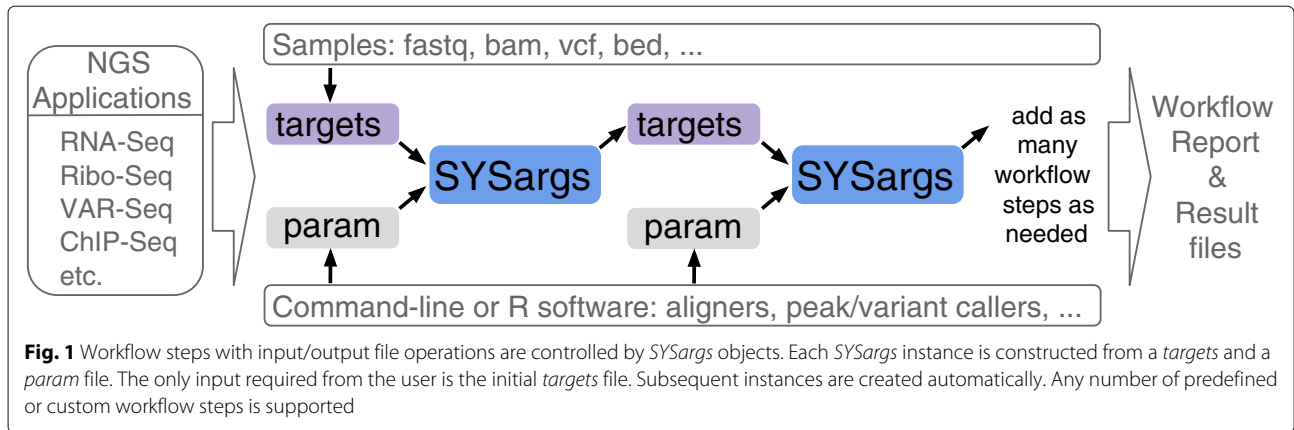 NGS
Applications
RNA-Seq
Ribo-Seq
VAR-Seq
ChIP-Seq
etc.
Samples: fastq, bam, vcf, bed, ...
targets
param
SYSargs
targets
param
SYSargs
add as
many
workflow
steps as
needed
Command-line or R software: aligners, peak/variant callers, ...
Workflow
Report
&
Result
files
Fig. 1 Workflow steps with input/output file operations are controlled by SYSargs objects. Each SYSargs instance is constructed from a targets and a
param file. The only input required from the user is the initial targets file. Subsequent instances are created automatically. Any number of predefined
or custom workflow steps is supported